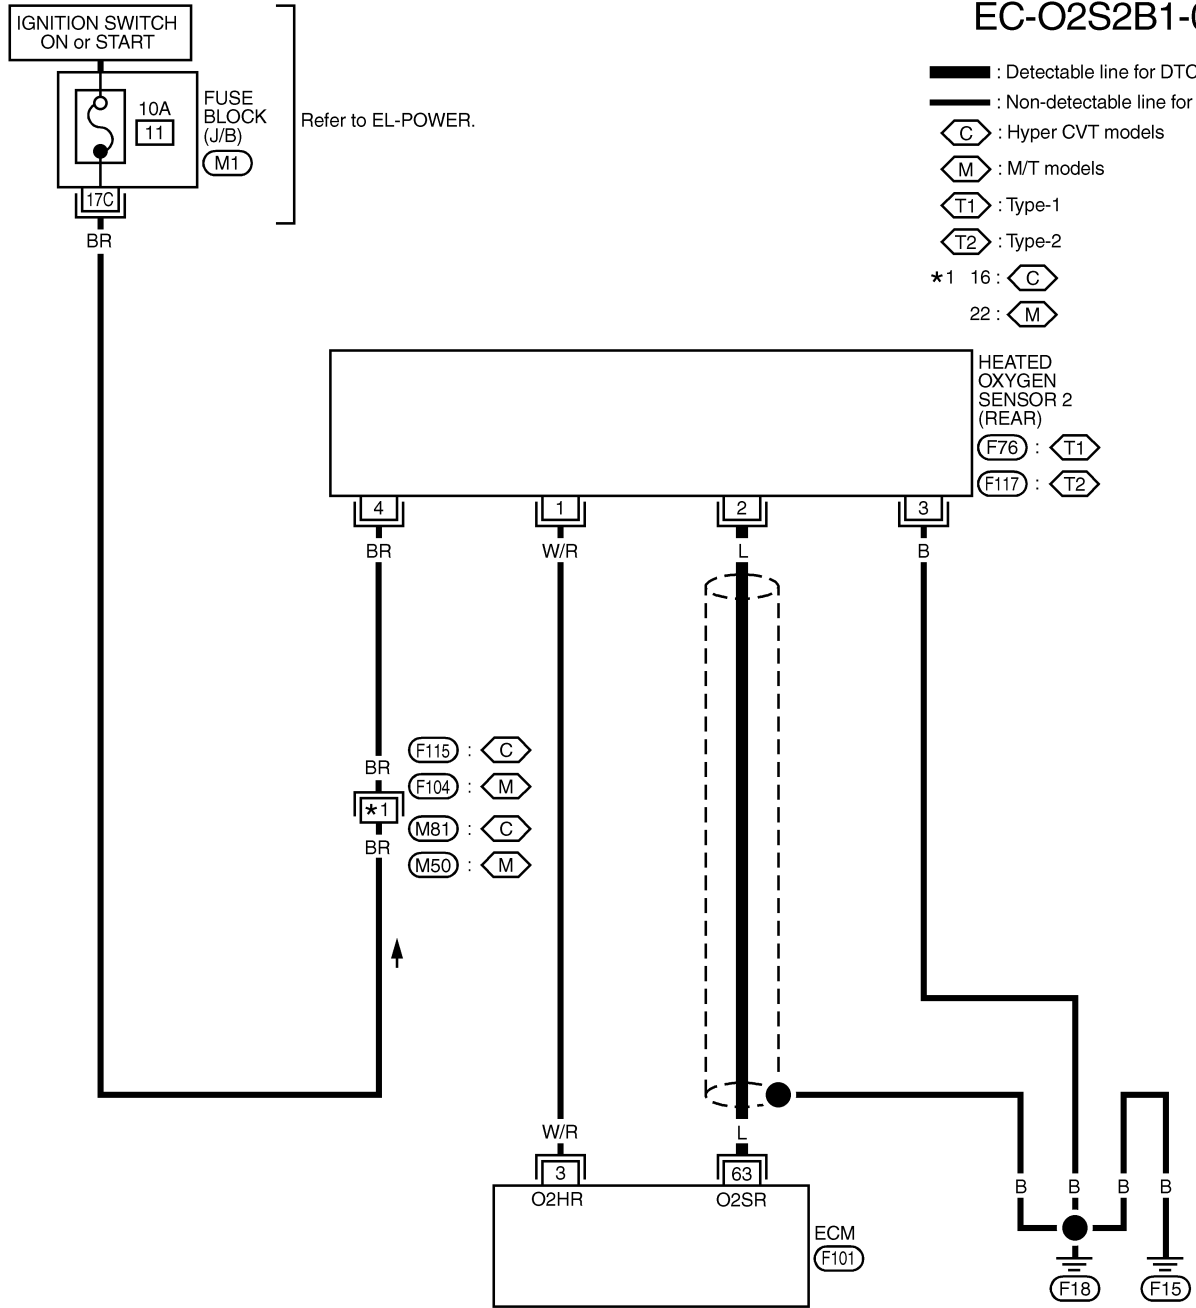 EC-O2S2B1-
IGNITION SWITCH
ON or START
10A
11
FUSE
BLOCK
(J/B)
M1
Refer to EL-POWER.
17C
BR
: Detectable line for DTC
: Non-detectable line for
C : Hyper CVT models
M : M/T models
T1 : Type-1
T2 : Type-2
*1 16 : C
22 : M
HEATED
OXYGEN
SENSOR 2
(REAR)
F76 : T1
F117 : T2
4 1 2 3
BR W/R L B
BR
*1
BR
F115 : C
F104 : M
M81 : C
M50 : M
W/R L
3 63
O2HR O2SR
ECM
F101
B B B B
F18 F15